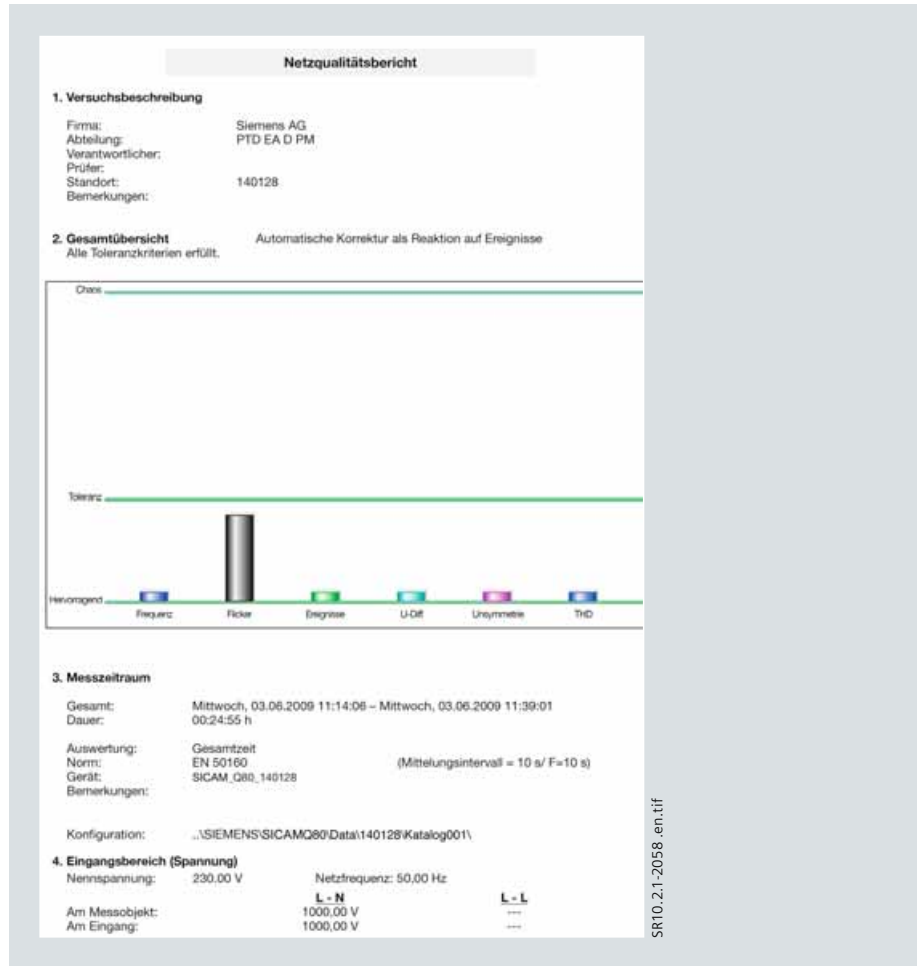 Netzqualitätsbericht
1. Versuchsbeschreibung
Firma: Siemens AG
Abteilung: PTD EA D PM
Verantwortlicher:
Prüfer:
Standort: 140128
Bemerkungen:
2. Gesamtübersicht Automatische Korrektur als Reaktion auf Ereignisse
Alle Toleranzkriterien erfüllt.
Chaos
Toleranz
Hervorragend
Frequenz Flicker Ereignisse U-Diff Unsymmetrie THD
3. Messzeitraum
Gesamt: Mittwoch, 03.06.2009 11:14:06 – Mittwoch, 03.06.2009 11:39:01
Dauer: 00:24:55 h
Auswertung: Gesamtzeit
Norm: EN 50160 (Mittelungsintervall = 10 s/ F=10 s)
Gerät: SICAM_Q80_140128
Bemerkungen:
Konfiguration: ..\SIEMENS\SICAMQ80\Data\140128\Katalog001\
4. Eingangsbereich (Spannung)
Nennspannung: 230.00 V Netzfrequenz: 50,00 Hz
L - N L - L
Am Messobjekt: 1000,00 V ---
Am Eingang: 1000,00 V ---
SR10.2.1-2058 .en.tif